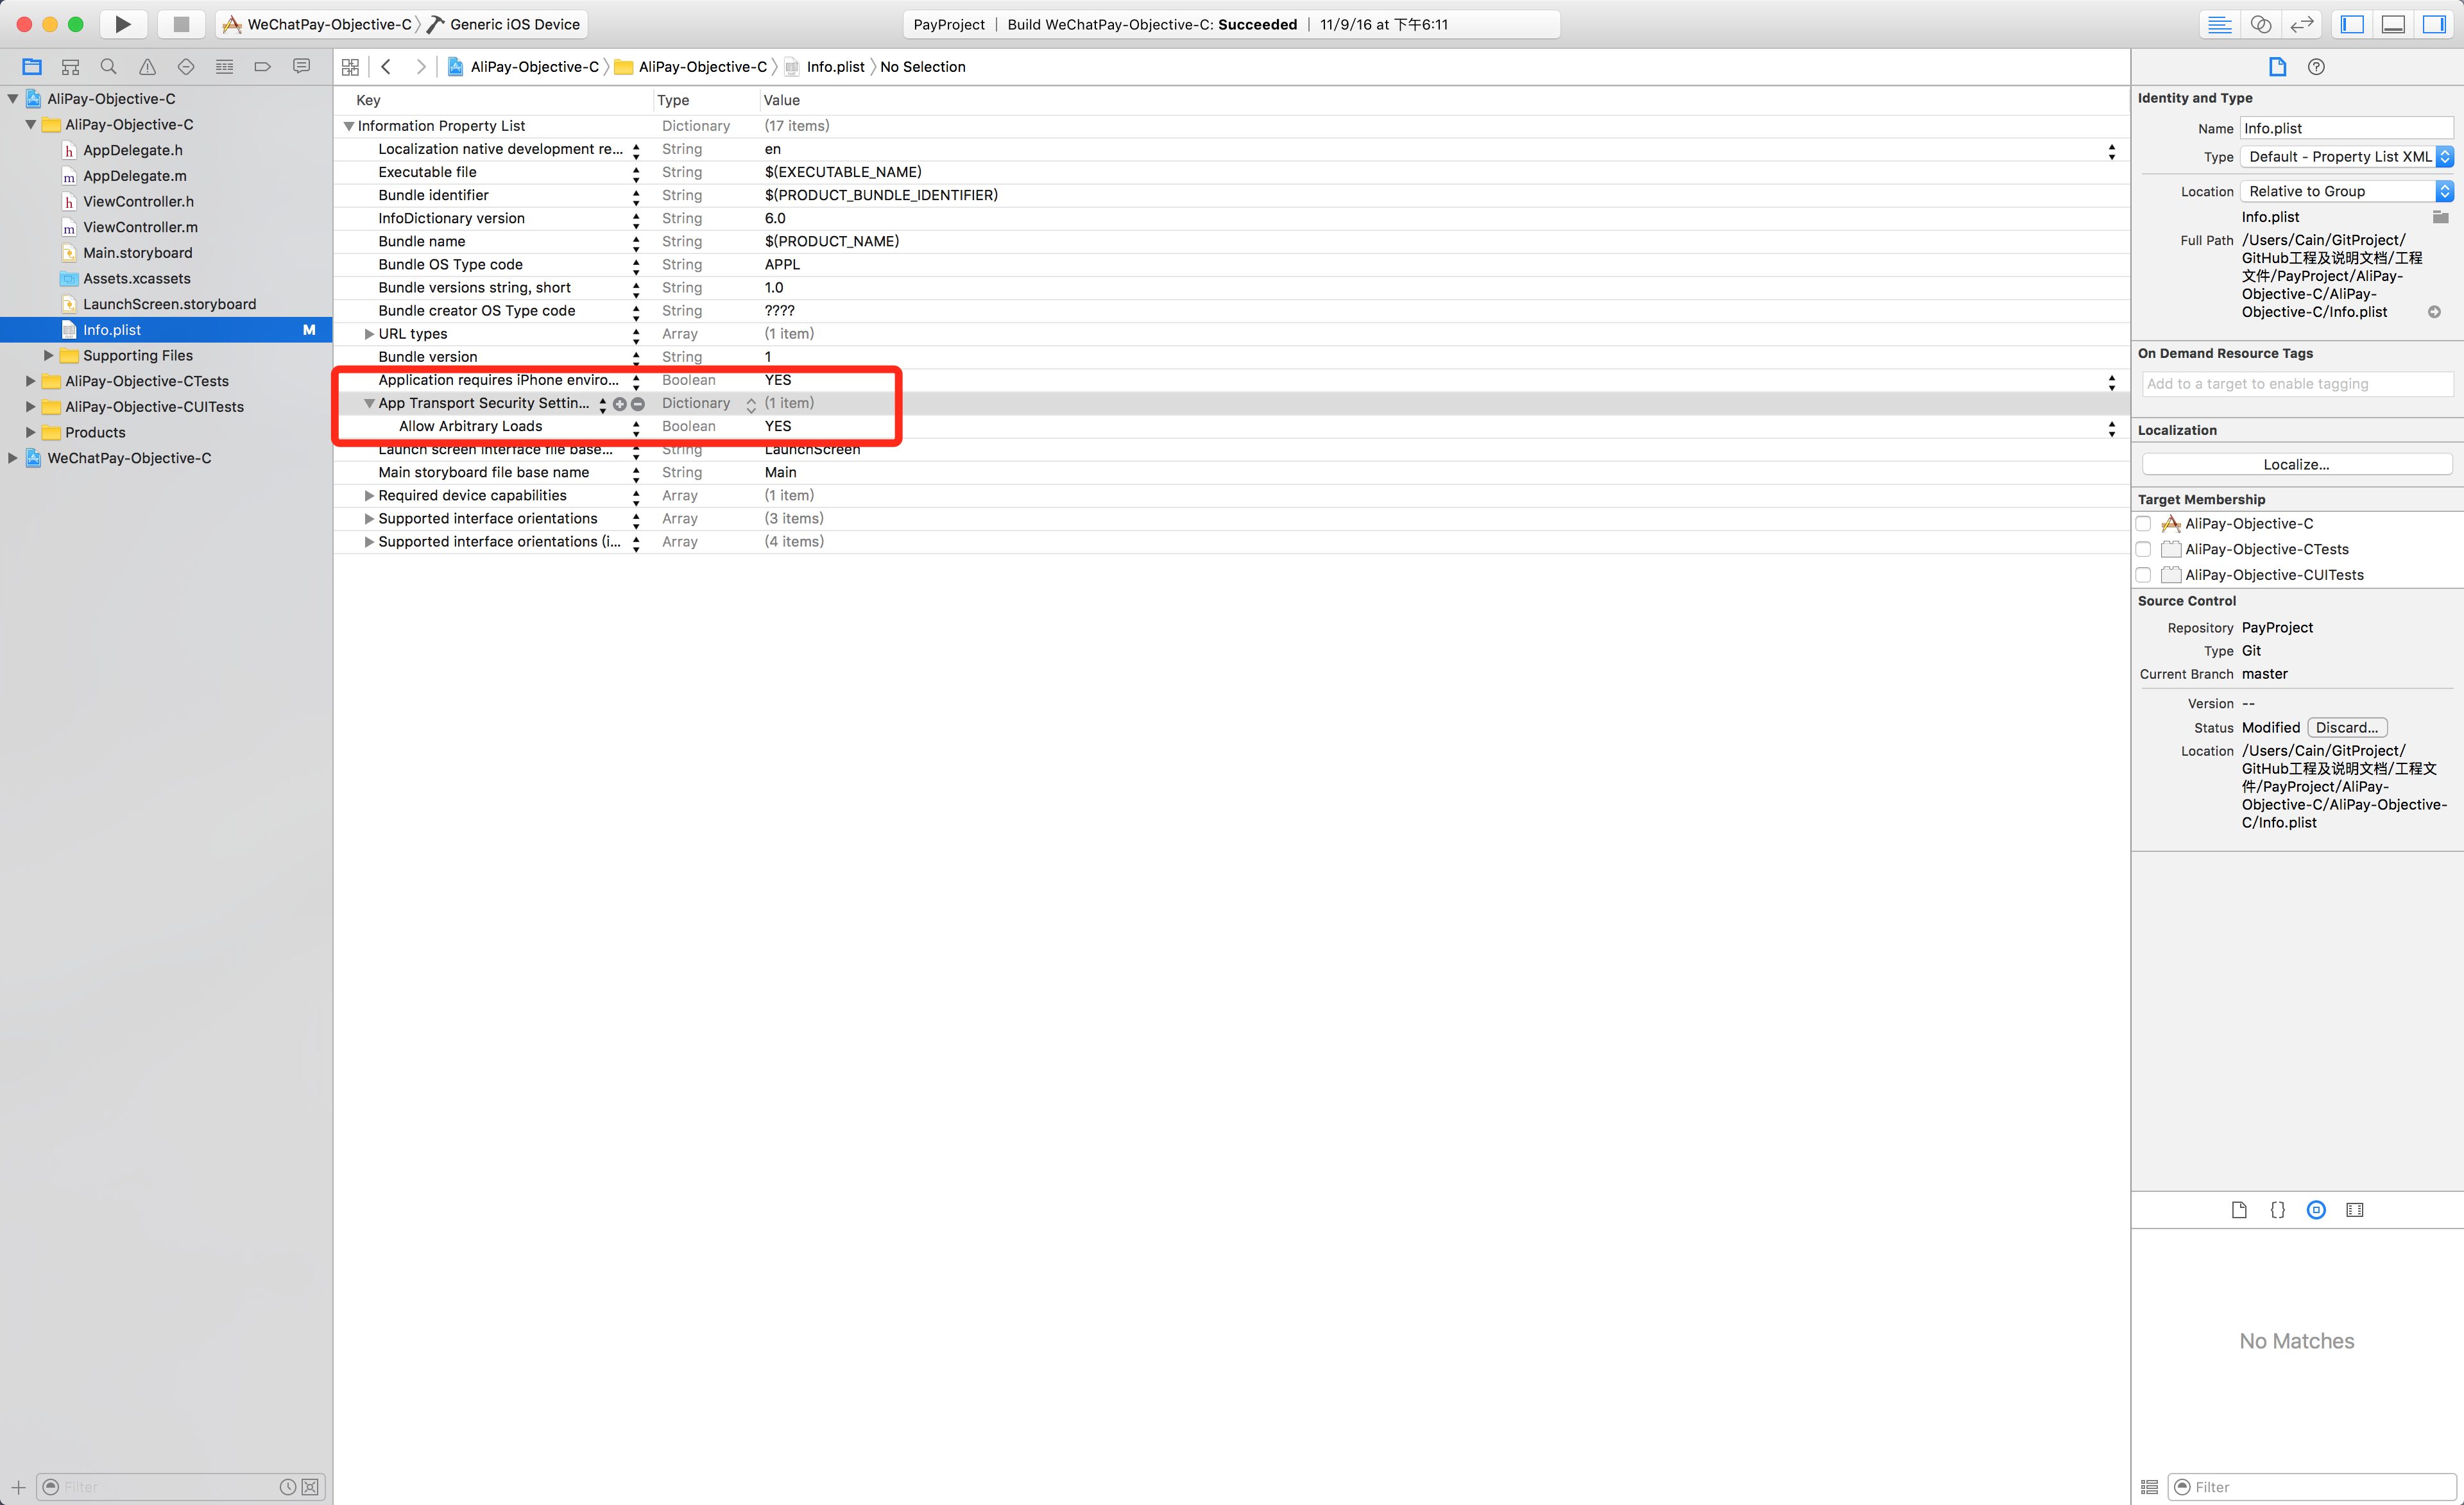 WeChatPay-Objective-C 〉 Generic iOS Device
PayProject | Build WeChatPay-Objective-C: Succeeded | 11/9/16 at 下午6:11
AliPay-Objective-C 〉 AliPay-Objective-C 〉 Info.plist 〉 No Selection
AliPay-Objective-C
AliPay-Objective-C
h AppDelegate.h
m AppDelegate.m
h ViewController.h
m ViewController.m
Main.storyboard
Assets.xcassets
LaunchScreen.storyboard
Info.plist M
Supporting Files
AliPay-Objective-CTests
AliPay-Objective-CUITests
Products
WeChatPay-Objective-C
Filter
Key Type Value
Information Property List Dictionary (17 items)
Localization native development re... String en
Executable file String $(EXECUTABLE_NAME)
Bundle identifier String $(PRODUCT_BUNDLE_IDENTIFIER)
InfoDictionary version String 6.0
Bundle name String $(PRODUCT_NAME)
Bundle OS Type code String APPL
Bundle versions string, short String 1.0
Bundle creator OS Type code String ????
URL types Array (1 item)
Bundle version String 1
Application requires iPhone enviro... Boolean YES
App Transport Security Settin... Dictionary (1 item)
Allow Arbitrary Loads Boolean YES
Launch screen interface file base... String LaunchScreen
Main storyboard file base name String Main
Required device capabilities Array (1 item)
Supported interface orientations Array (3 items)
Supported interface orientations (i... Array (4 items)
Identity and Type
Name Info.plist
Type Default - Property List XML
Location Relative to Group
Info.plist
Full Path /Users/Cain/GitProject/
GitHub工程及说明文档/工程
文件/PayProject/AliPay-
Objective-C/AliPay-
Objective-C/Info.plist
On Demand Resource Tags
Add to a target to enable tagging
Localization
Localize...
Target Membership
AliPay-Objective-C
AliPay-Objective-CTests
AliPay-Objective-CUITests
Source Control
Repository PayProject
Type Git
Current Branch master
Version --
Status Modified Discard...
Location /Users/Cain/GitProject/
GitHub工程及说明文档/工程文
件/PayProject/AliPay-
Objective-C/AliPay-Objective-
C/Info.plist
No Matches
Filter